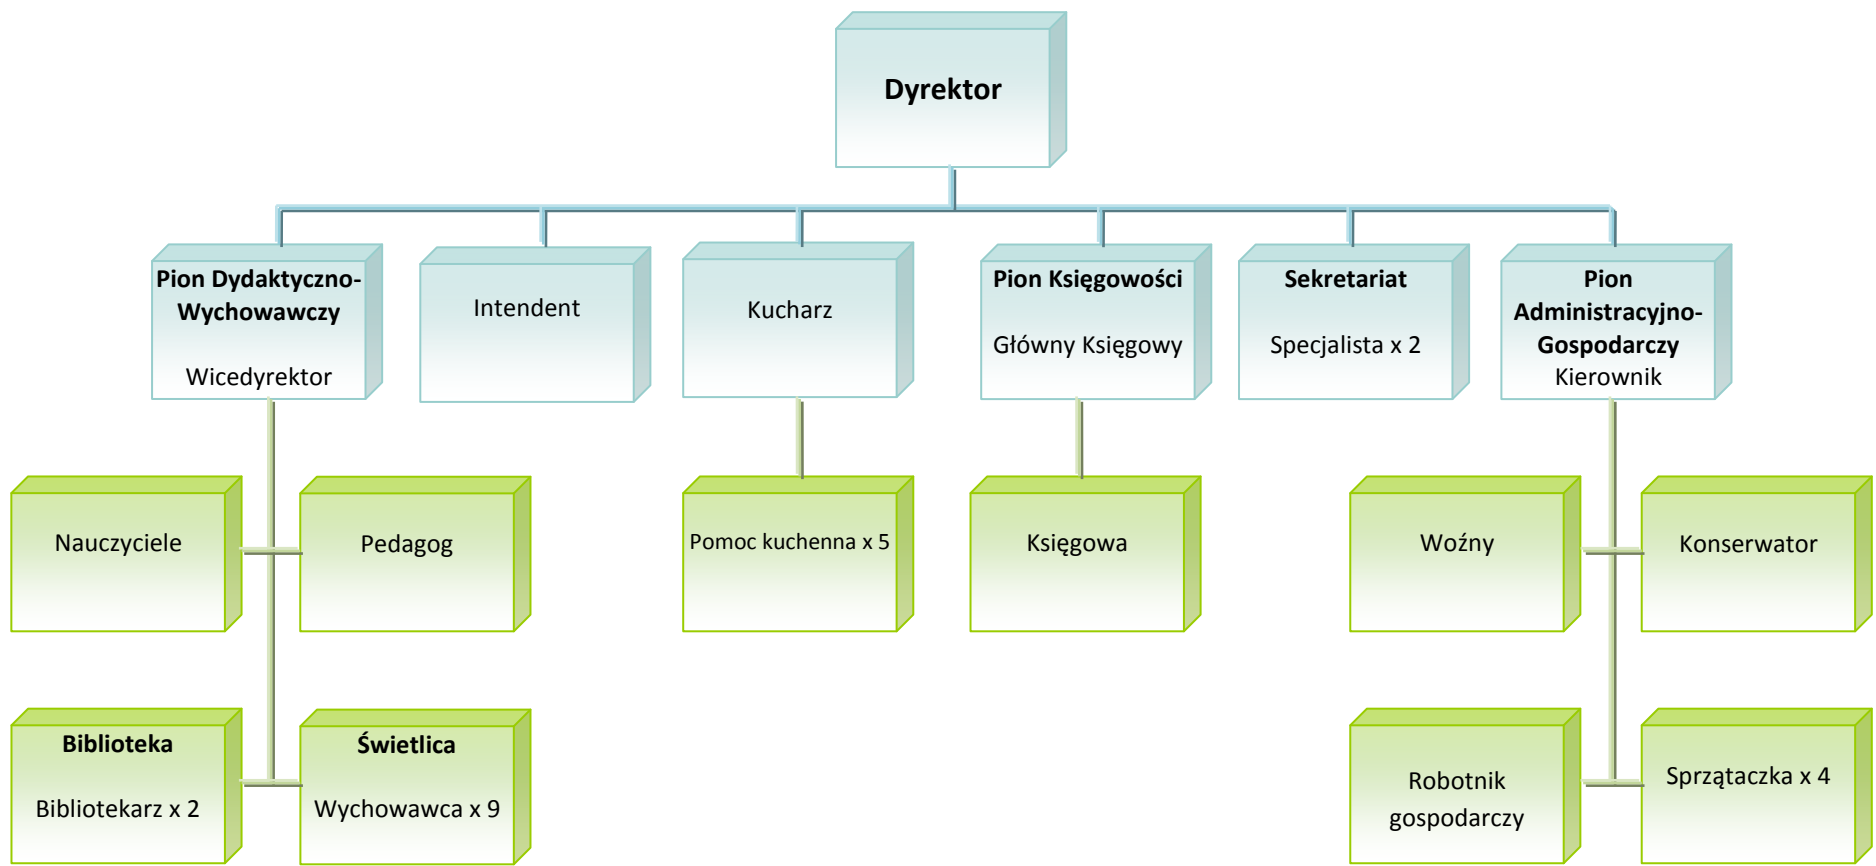 Dyrektor
Pion Dydaktyczno-
Wychowawczy
Wicedyrektor
Intendent
Kucharz
Pion Księgowości
Główny Księgowy
Sekretariat
Specjalista x 2
Pion
Administracyjno-
Gospodarczy
Kierownik
Nauczyciele
Pedagog
Pomoc kuchenna x 5
Księgowa
Woźny
Konserwator
Biblioteka
Bibliotekarz x 2
Świetlica
Wychowawca x 9
Robotnik
gospodarczy
Sprzątaczka x 4